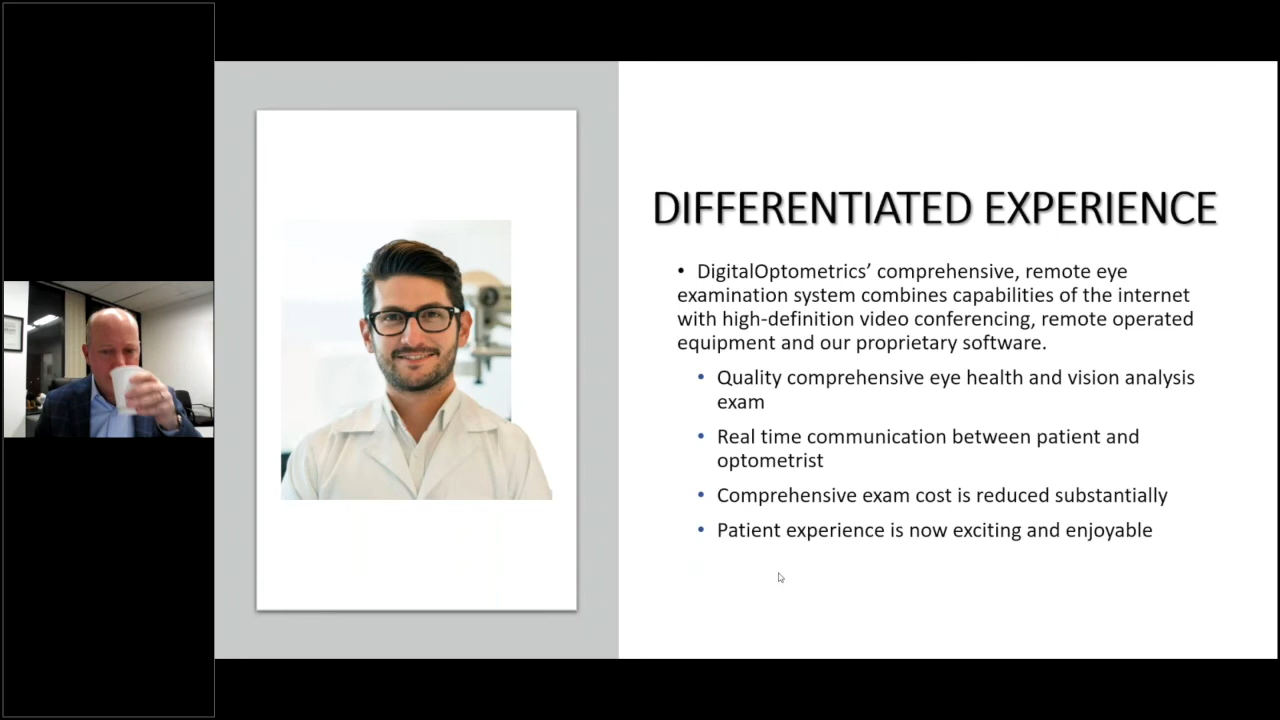 DIFFERENTIATED EXPERIENCE
• DigitalOptometrics’ comprehensive, remote eye
examination system combines capabilities of the internet
with high-definition video conferencing, remote operated
equipment and our proprietary software.
• Quality comprehensive eye health and vision analysis
exam
• Real time communication between patient and
optometrist
• Comprehensive exam cost is reduced substantially
• Patient experience is now exciting and enjoyable